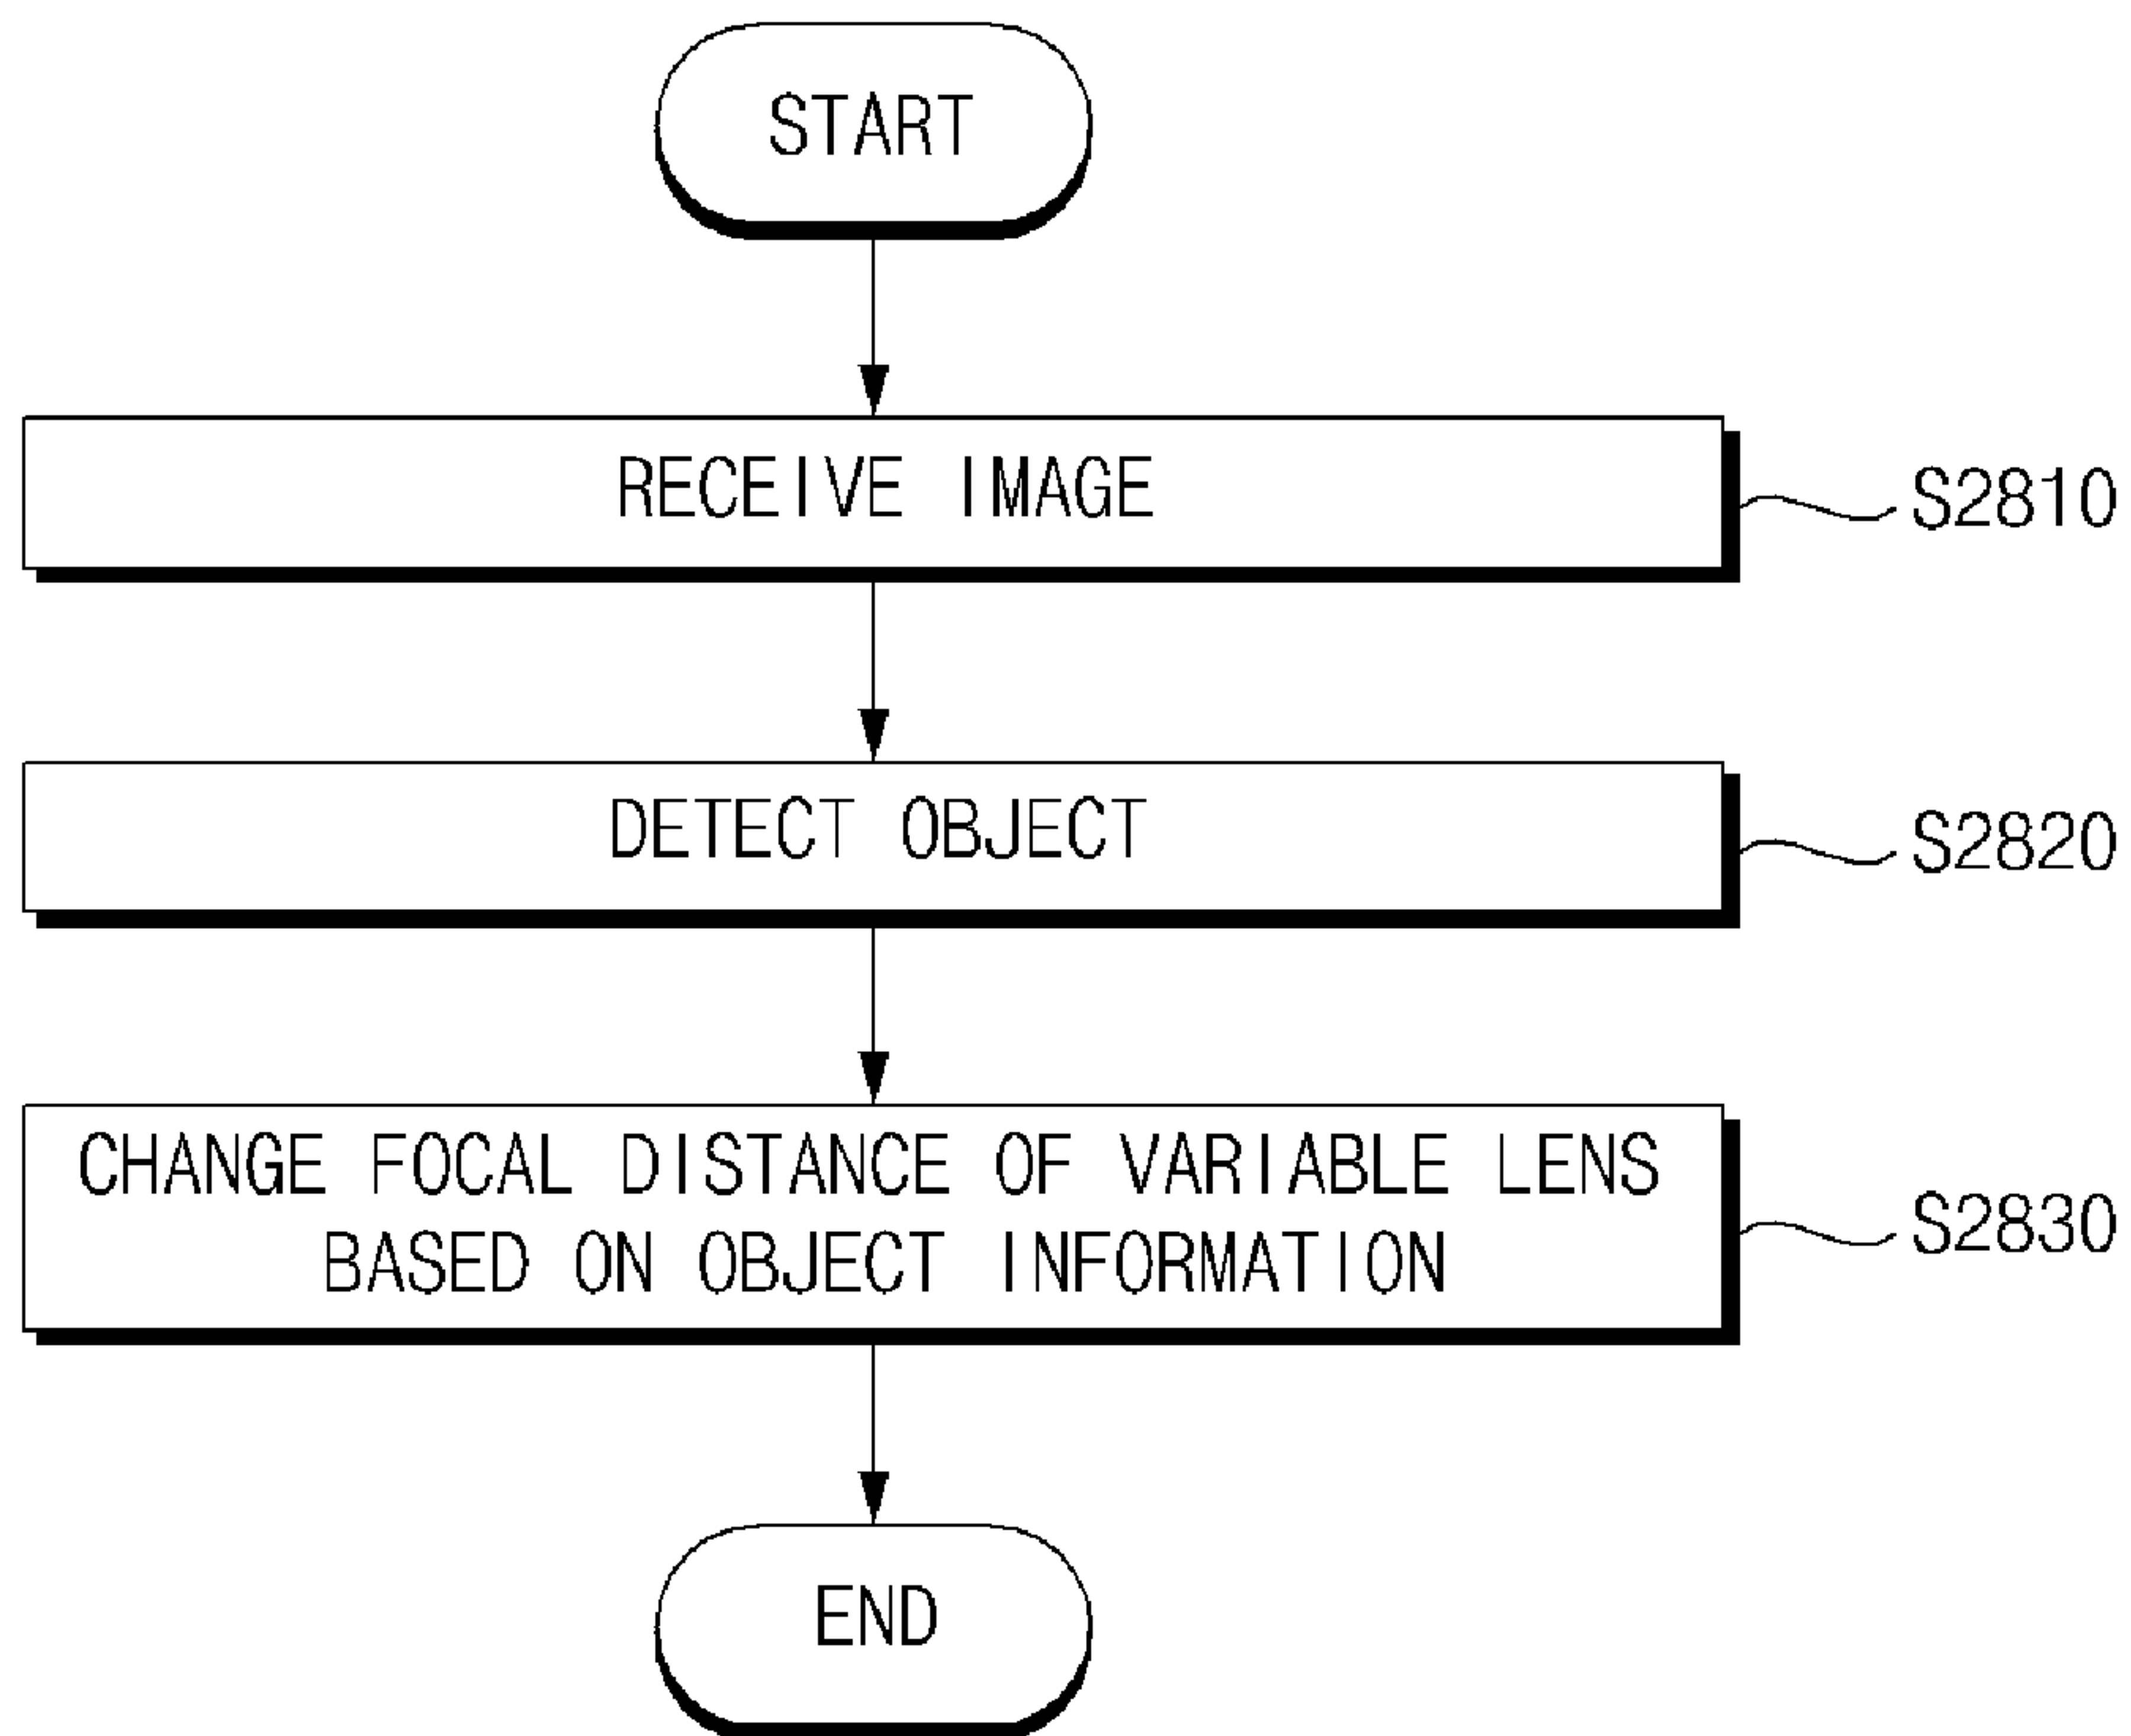 START
RECEIVE IMAGE
S2810
DETECT OBJECT
S2820
CHANGE FOCAL DISTANCE OF VARIABLE LENS
BASED ON OBJECT INFORMATION
S2830
END